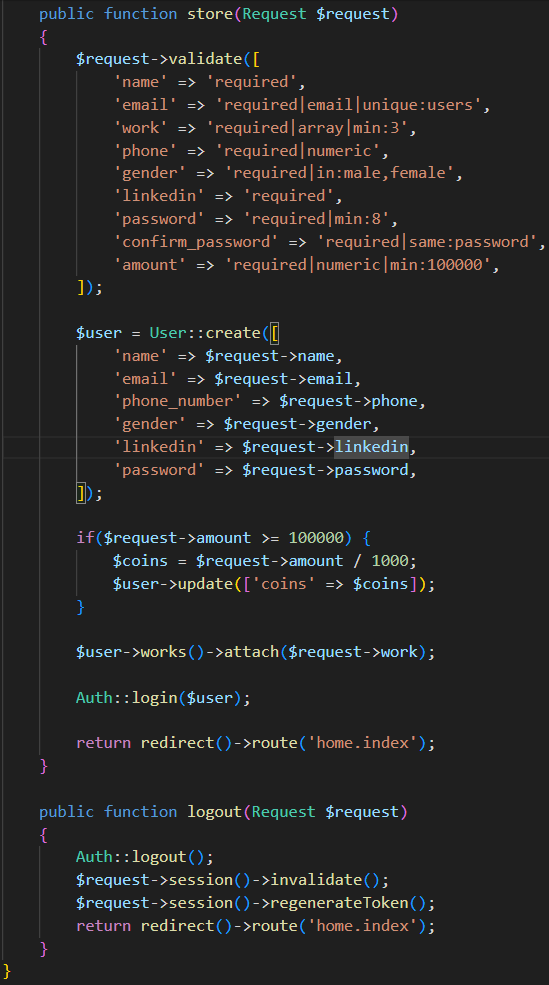 public function store(Request $request)
{
$request->validate([
'name' => 'required',
'email' => 'required|email|unique:users',
'work' => 'required|array|min:3',
'phone' => 'required|numeric',
'gender' => 'required|in:male,female',
'linkedin' => 'required',
'password' => 'required|min:8',
'confirm_password' => 'required|same:password',
'amount' => 'required|numeric|min:100000',
]);
$user = User::create([
'name' => $request->name,
'email' => $request->email,
'phone_number' => $request->phone,
'gender' => $request->gender,
'linkedin' => $request->linkedin,
'password' => $request->password,
]);
if($request->amount >= 100000) {
$coins = $request->amount / 1000;
$user->update(['coins' => $coins]);
}
$user->works()->attach($request->work);
Auth::login($user);
return redirect()->route('home.index');
}
public function logout(Request $request)
{
Auth::logout();
$request->session()->invalidate();
$request->session()->regenerateToken();
return redirect()->route('home.index');
}
}